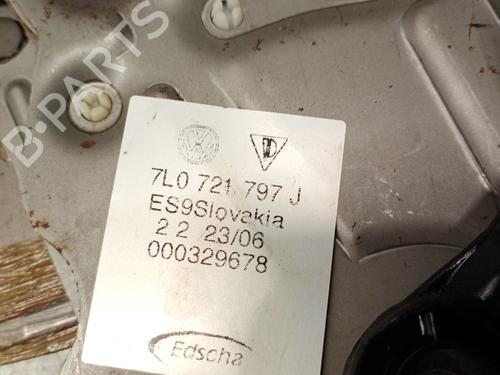 B-PARTS
7L0 721 797 J
ES9Slovakia
2 2 23/06
000329678
Edscha